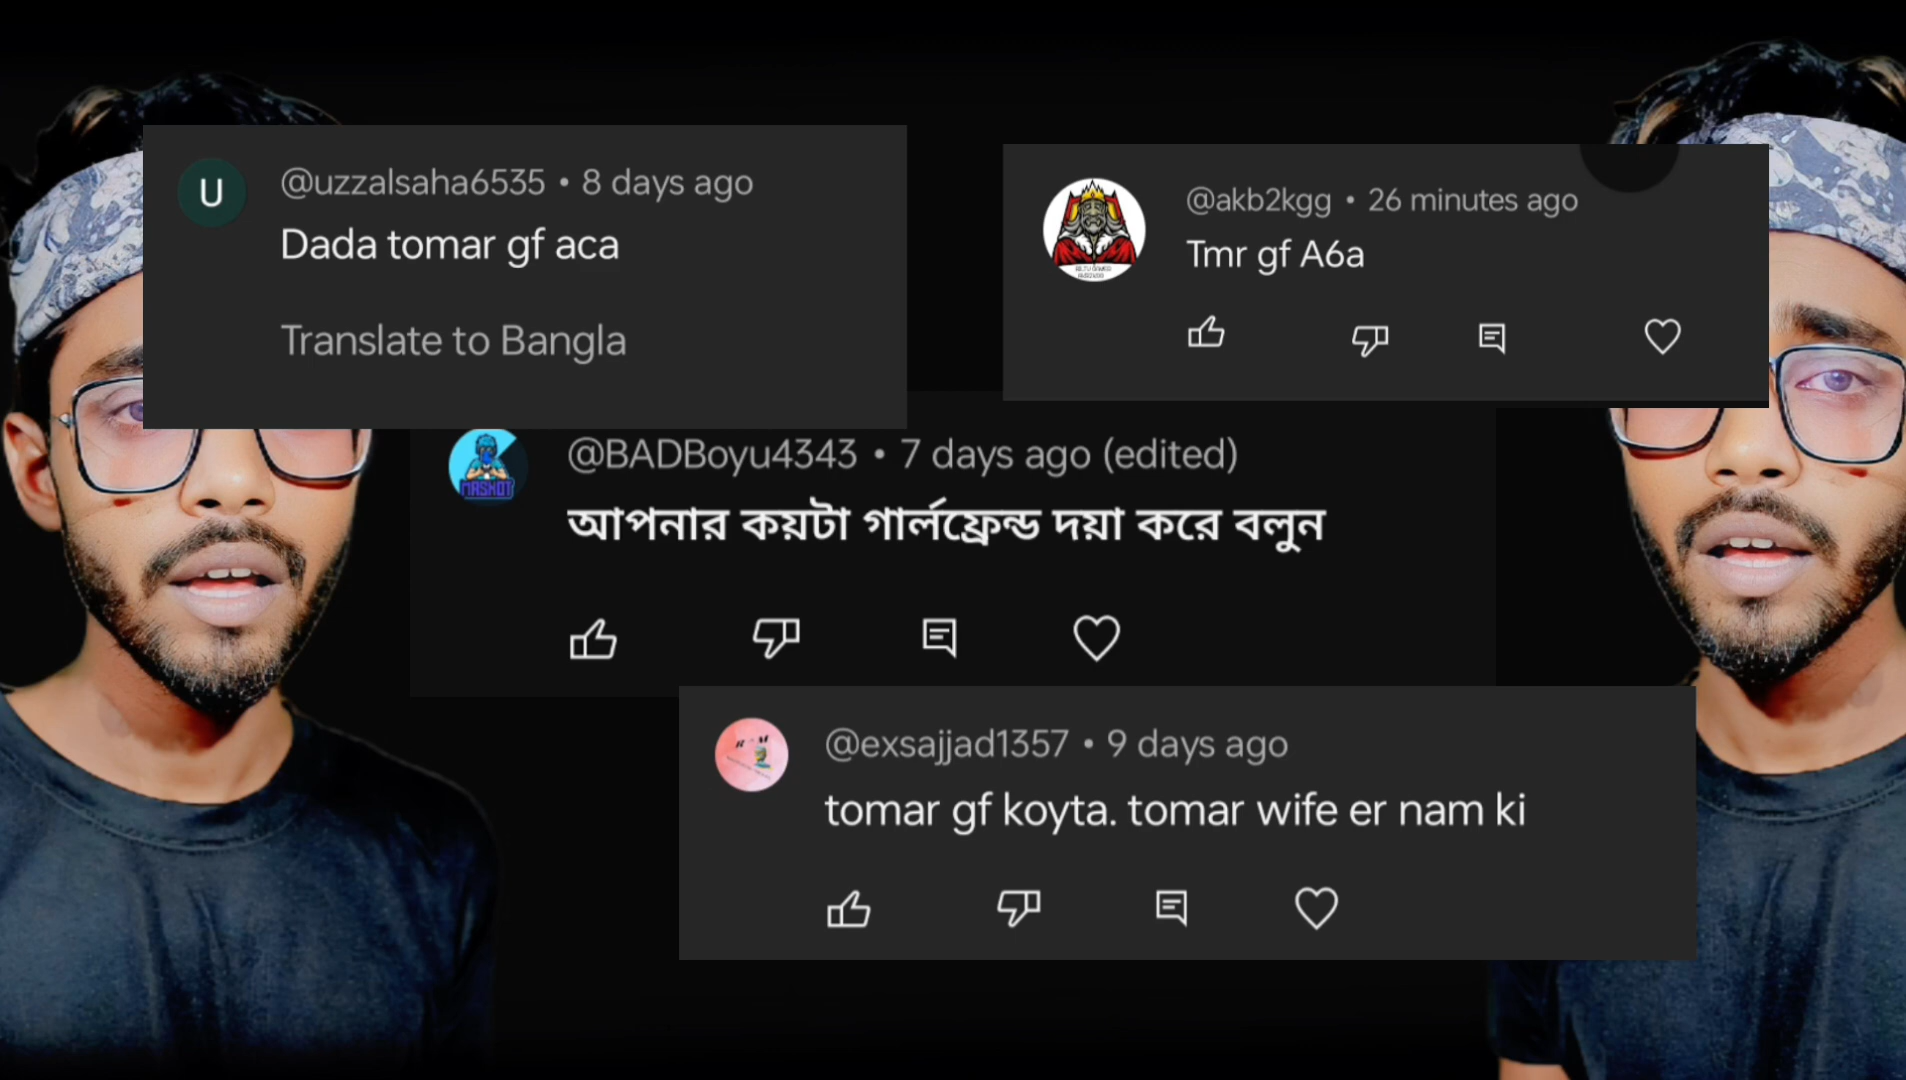 U
@uzzalsaha6535 • 8 days ago
Dada tomar gf aca
Translate to Bangla
@akb2kgg • 26 minutes ago
Tmr gf A6a
@BADBoyu4343 • 7 days ago (edited)
MASHOT
আপনার কয়টা গার্লফ্রেন্ড দয়া করে বলুন
@exsajjad1357 • 9 days ago
tomar gf koyta. tomar wife er nam ki